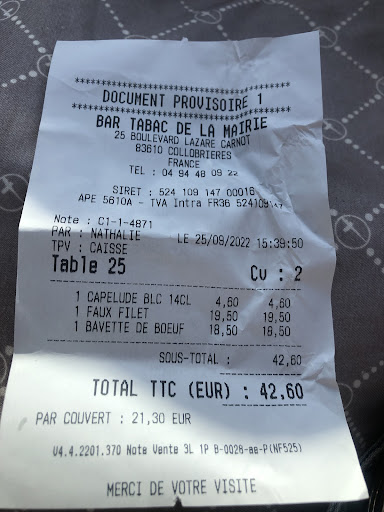 ************************************
DOCUMENT PROVISOIRE 1
************************************
BAR TABAC DE LA MAIRIE
25 BOULEVARD LAZARE CARNOT
83610 COLLOBRIERES
FRANCE
TEL : 04 94 48 09 22
SIRET : 524 109 147 00016
APE 5610A - TVA Intra FR36 524109147
Note : C1-1-4871
PAR : NATHALIE LE 25/09/2022 15:39:50
TPV : CAISSE
Table 25 Cv : 2
1 CAPELUDE BLC 14CL 4,60 4,60
1 FAUX FILET 19,50 19,50
1 BAVETTE DE BOEUF 18,50 18,50
SOUS-TOTAL : 42,60
TOTAL TTC (EUR) : 42,60
PAR COUVERT : 21,30 EUR
V4.4.2201.370 Note Vente 3L 1P B-0028-ae-P(NF525)
MERCI DE VOTRE VISITE